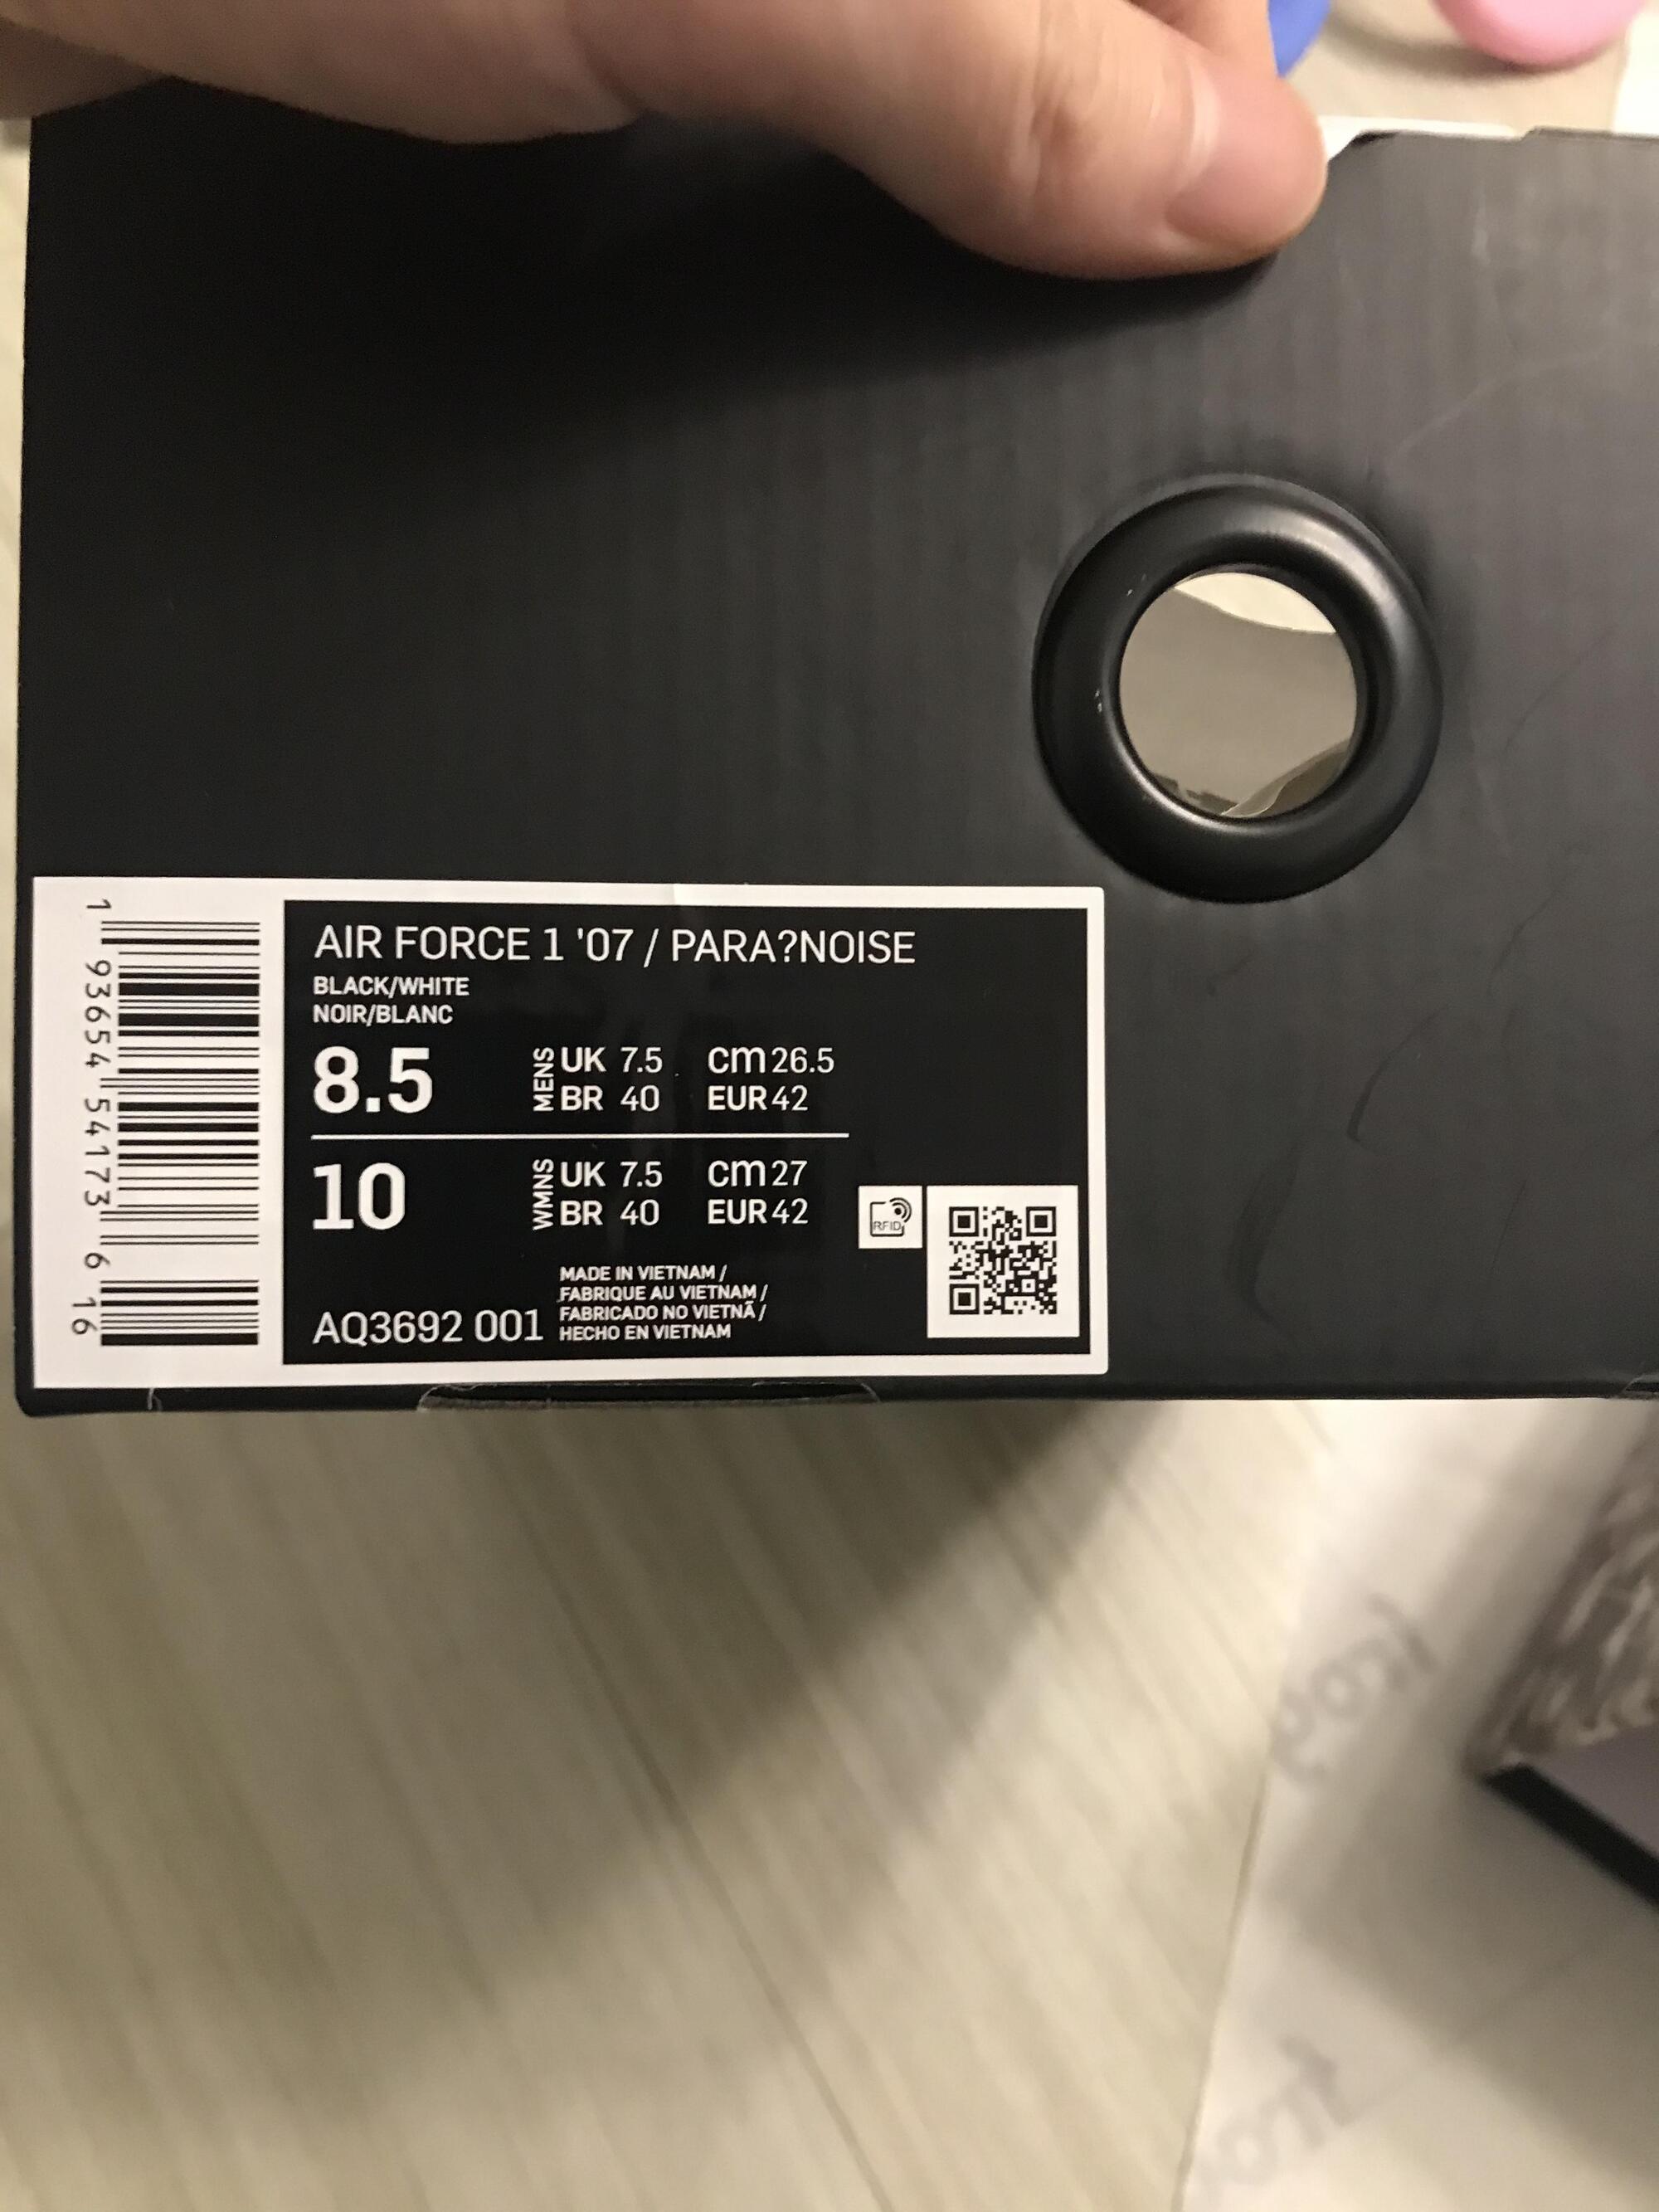 AIR FORCE 1 '07 / PARA?NOISE
BLACK/WHITE
NOIR/BLANC
8.5 MENS UK 7.5 cm 26.5
BR 40 EUR 42
10 WMNS UK 7.5 cm 27
BR 40 EUR 42
RFID
MADE IN VIETNAM /
FABRIQUE AU VIETNAM /
FABRICADO NO VIETNÃ /
HECHO EN VIETNAM
AQ3692 001
1 93654 54173 6 16